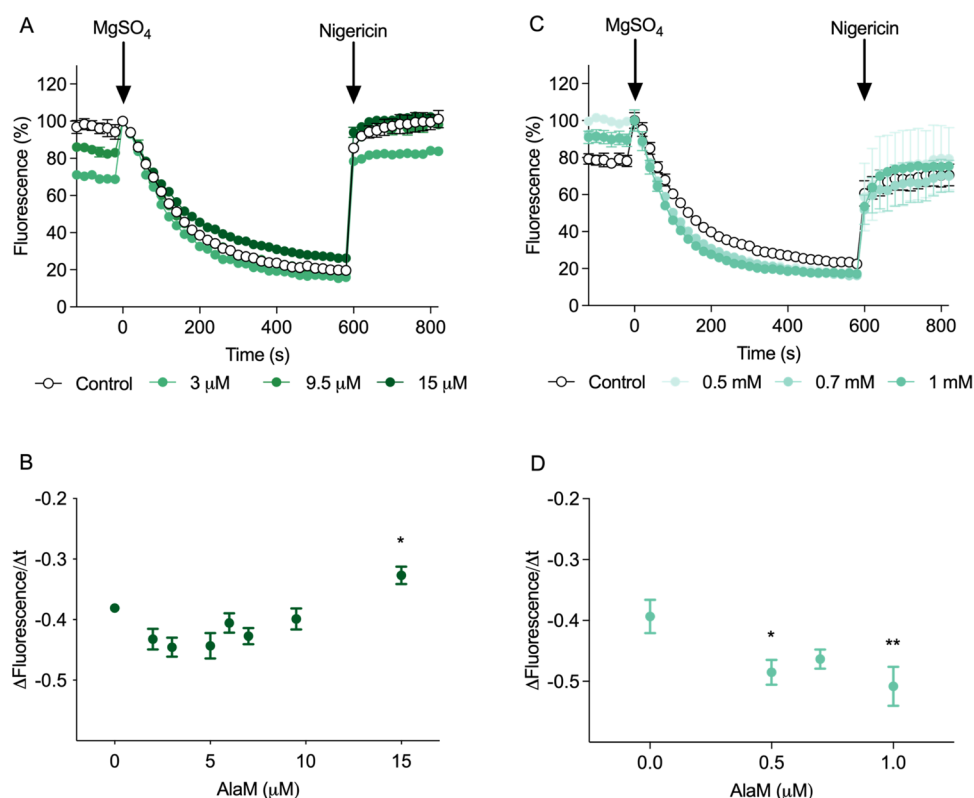 A
MgSO4
Nigericin
Fluorescence (%)
120
100
80
60
40
20
0
0 200 400 600 800
Time (s)
Control 3 μM 9.5 μM 15 μM
C
MgSO4
Nigericin
Fluorescence (%)
120
100
80
60
40
20
0
0 200 400 600 800
Time (s)
Control 0.5 mM 0.7 mM 1 mM
B
ΔFluorescence/Δt
-0.2
-0.3
-0.4
-0.5
*
0 5 10 15
AlaM (μM)
D
ΔFluorescence/Δt
-0.2
-0.3
-0.4
-0.5
* **
0.0 0.5 1.0
AlaM (μM)